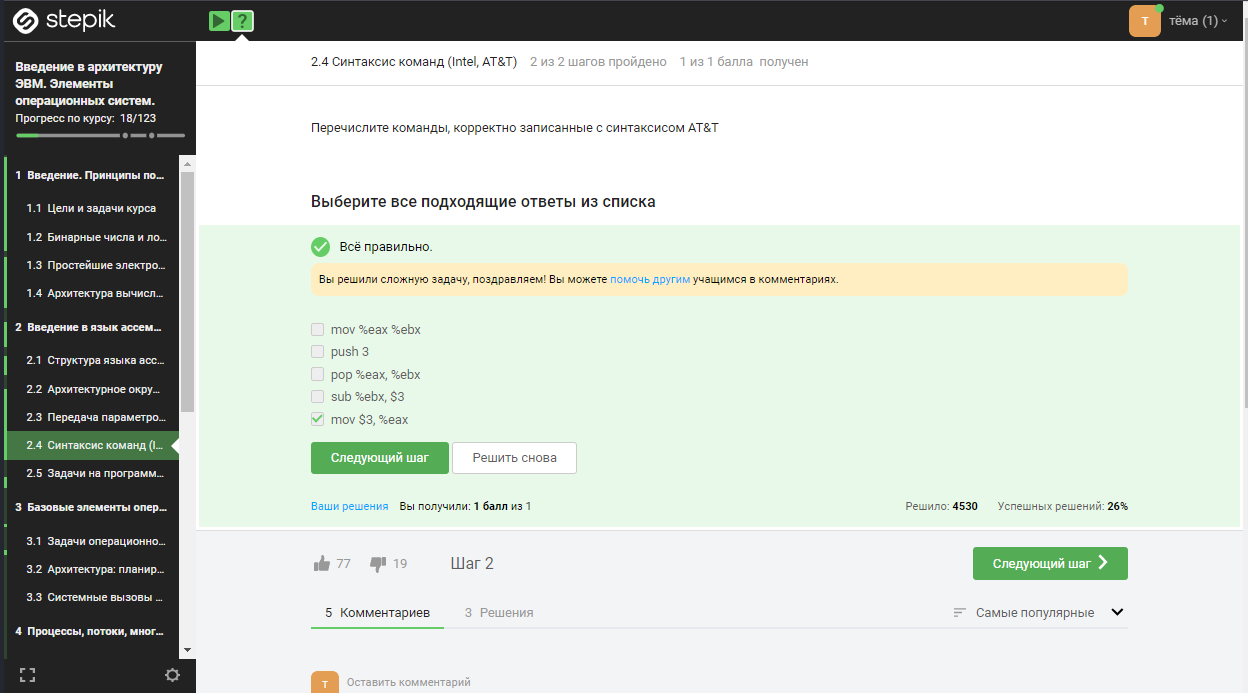 stepik
?
Т
тёма (1)
Введение в архитектуру
ЭВМ. Элементы
операционных систем.
Прогресс по курсу: 18/123
1 Введение. Принципы по...
1.1 Цели и задачи курса
1.2 Бинарные числа и ло...
1.3 Простейшие электро...
1.4 Архитектура вычисл...
2 Введение в язык ассем...
2.1 Структура языка асс...
2.2 Архитектурное окру...
2.3 Передача параметро...
2.4 Синтаксис команд (I...
2.5 Задачи на программ...
3 Базовые элементы опер...
3.1 Задачи операционно...
3.2 Архитектура: планир...
3.3 Системные вызовы ...
4 Процессы, потоки, мног...
2.4 Синтаксис команд (Intel, AT&T) 2 из 2 шагов пройдено 1 из 1 балла получен
Перечислите команды, корректно записанные с синтаксисом AT&T
Выберите все подходящие ответы из списка
Всё правильно.
Вы решили сложную задачу, поздравляем! Вы можете помочь другим учащимся в комментариях.
mov %eax %ebx
push 3
pop %eax, %ebx
sub %ebx, $3
mov $3, %eax
Следующий шаг Решить снова
Ваши решения Вы получили: 1 балл из 1 Решило: 4530 Успешных решений: 26%
77 19 Шаг 2 Следующий шаг
5 Комментариев 3 Решения Самые популярные
Т Оставить комментарий